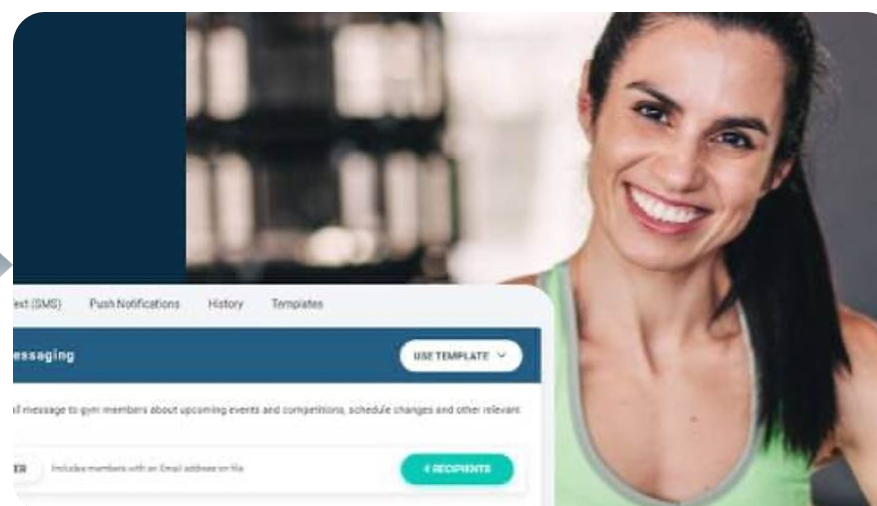 ext (SMS) Push Notifications History Templates
essaging
USE TEMPLATE
message to gym members about upcoming events and competitions, schedule changes and other relevant
ER Includes members with an Email address on file
4 RECIPIENTS